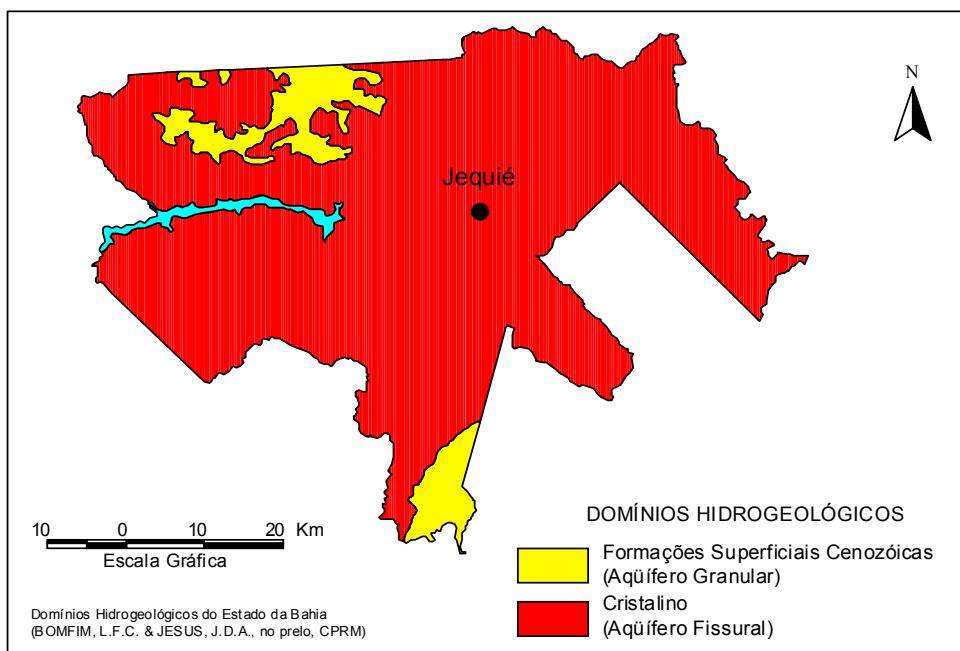 N
Jequié
10 0 10 20 Km
Escala Gráfica
Domínios Hidrogeológicos do Estado da Bahia
(BOMFIM, L.F.C. & JESUS, J.D.A., no prelo, CPRM)
DOMÍNIOS HIDROGEOLÓGICOS
Formações Superficiais Cenozóicas
(Aqüífero Granular)
Cristalino
(Aqüífero Fissural)